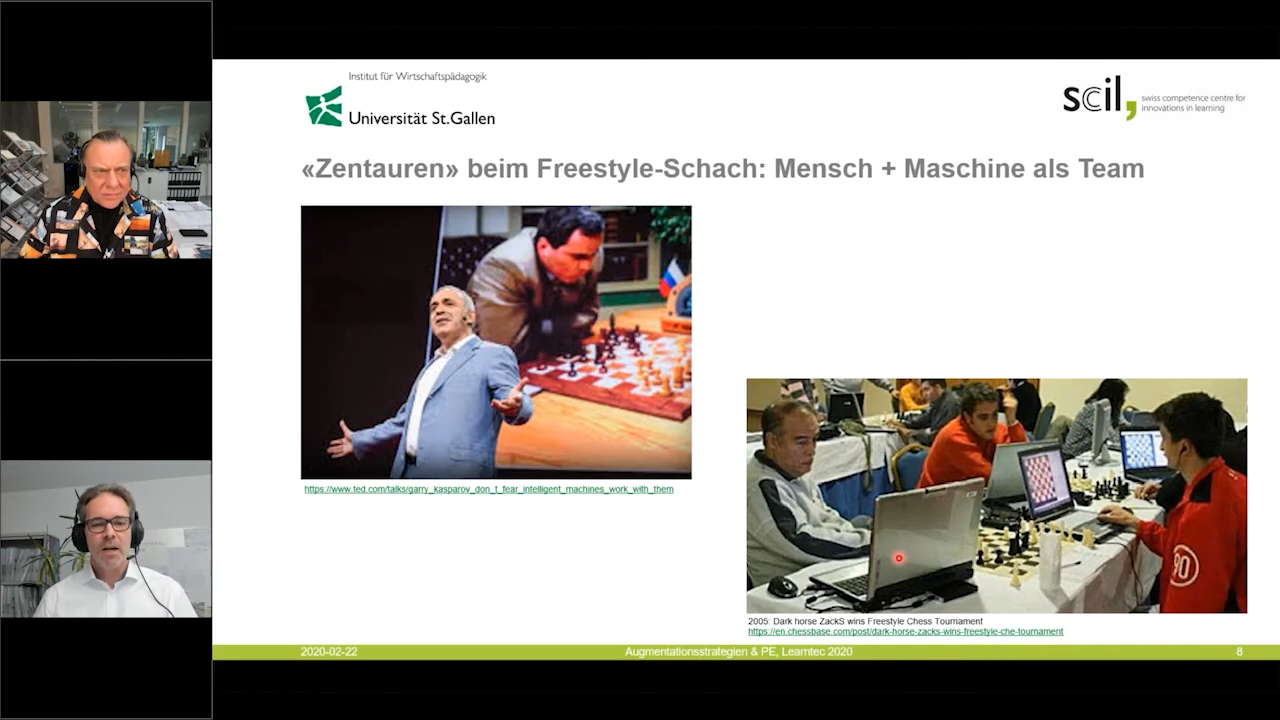 Institut für Wirtschaftspädagogik
Universität St.Gallen
scil,
swiss competence centre for
innovations in learning
«Zentauren» beim Freestyle-Schach: Mensch + Maschine als Team
https://www.ted.com/talks/garry_kasparov_don_t_fear_intelligent_machines_work_with_them
90
2005: Dark horse ZackS wins Freestyle Chess Tournament
https://en.chessbase.com/post/dark-horse-zacks-wins-freestyle-che-tournament
2020-02-22
Augmentationsstrategien & PE, Learntec 2020
8